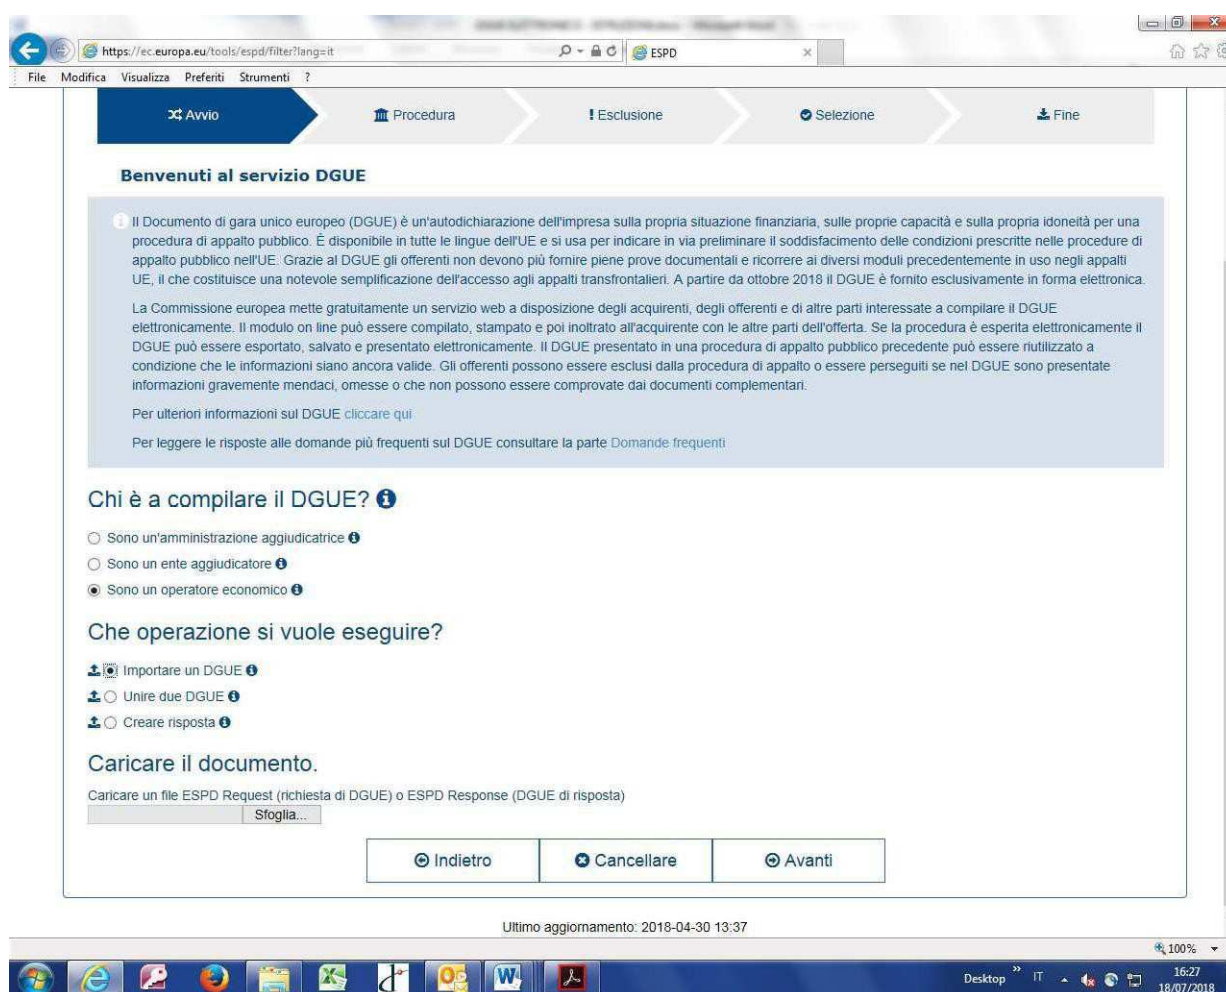 https://ec.europa.eu/tools/espd/filter?lang=it
ESPD
File Modifica Visualizza Preferiti Strumenti ?
Avvio
Procedura
Esclusione
Selezione
Fine
Benvenuti al servizio DGUE
Il Documento di gara unico europeo (DGUE) è un'autodichiarazione dell'impresa sulla propria situazione finanziaria, sulle proprie capacità e sulla propria idoneità per una
procedura di appalto pubblico. É disponibile in tutte le lingue dell'UE e si usa per indicare in via preliminare il soddisfacimento delle condizioni prescritte nelle procedure di
appalto pubblico nell'UE. Grazie al DGUE gli offerenti non devono più fornire piene prove documentali e ricorrere ai diversi moduli precedentemente in uso negli appalti
UE, il che costituisce una notevole semplificazione dell'accesso agli appalti transfrontalieri. A partire da ottobre 2018 il DGUE è fornito esclusivamente in forma elettronica.
La Commissione europea mette gratuitamente un servizio web a disposizione degli acquirenti, degli offerenti e di altre parti interessate a compilare il DGUE
elettronicamente. Il modulo on line può essere compilato, stampato e poi inoltrato all'acquirente con le altre parti dell'offerta. Se la procedura è esperita elettronicamente il
DGUE può essere esportato, salvato e presentato elettronicamente. Il DGUE presentato in una procedura di appalto pubblico precedente può essere riutilizzato a
condizione che le informazioni siano ancora valide. Gli offerenti possono essere esclusi dalla procedura di appalto o essere perseguiti se nel DGUE sono presentate
informazioni gravemente mendaci, omesse o che non possono essere comprovate dai documenti complementari.
Per ulteriori informazioni sul DGUE cliccare qui
Per leggere le risposte alle domande più frequenti sul DGUE consultare la parte Domande frequenti
Chi è a compilare il DGUE?
Sono un'amministrazione aggiudicatrice
Sono un ente aggiudicatore
Sono un operatore economico
Che operazione si vuole eseguire?
Importare un DGUE
Unire due DGUE
Creare risposta
Caricare il documento.
Caricare un file ESPD Request (richiesta di DGUE) o ESPD Response (DGUE di risposta)
Sfoglia...
Indietro
Cancellare
Avanti
Ultimo aggiornamento: 2018-04-30 13:37
100%
Desktop
IT
16:27
18/07/2018